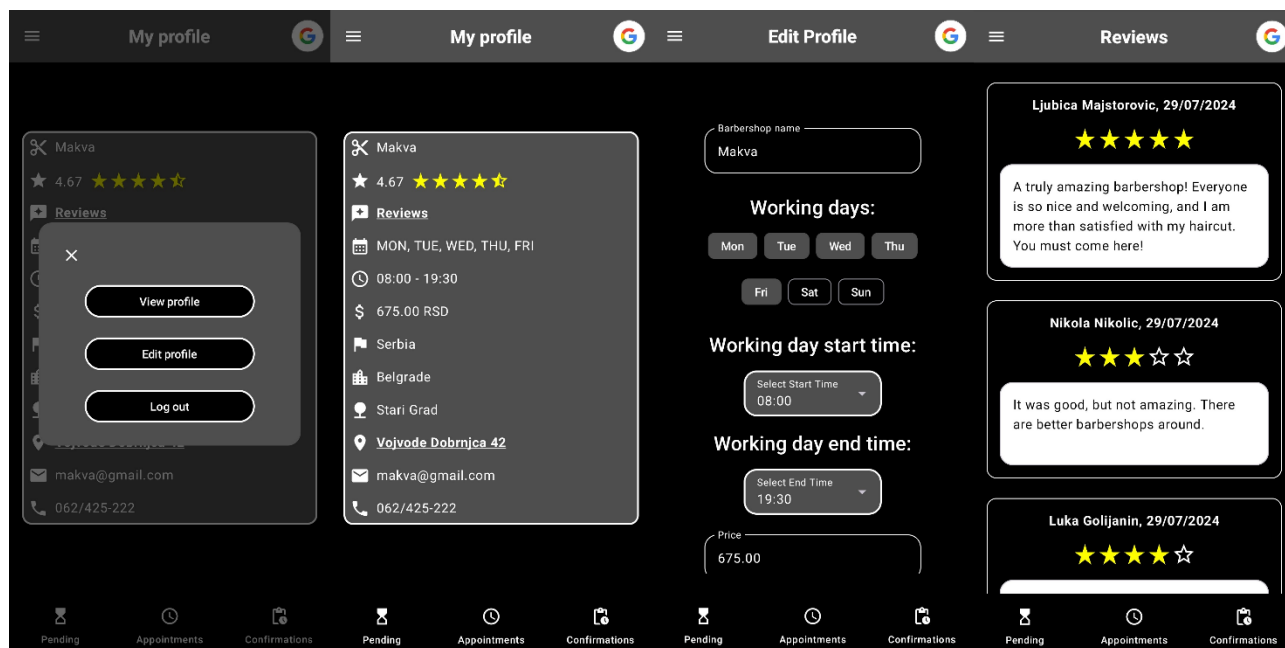 My profile
Makva
4.67
Reviews
View profile
Edit profile
Log out
makva@gmail.com
062/425-222
Pending
Appointments
Confirmations
My profile
Makva
4.67
Reviews
MON, TUE, WED, THU, FRI
08:00 - 19:30
$ 675.00 RSD
Serbia
Belgrade
Stari Grad
Vojvode Dobrnjca 42
makva@gmail.com
062/425-222
Pending
Appointments
Confirmations
Edit Profile
Barbershop name
Makva
Working days:
Mon Tue Wed Thu
Fri Sat Sun
Working day start time:
Select Start Time
08:00
Working day end time:
Select End Time
19:30
Price
675.00
Pending
Appointments
Confirmations
Reviews
Ljubica Majstorovic, 29/07/2024
A truly amazing barbershop! Everyone
is so nice and welcoming, and I am
more than satisfied with my haircut.
You must come here!
Nikola Nikolic, 29/07/2024
It was good, but not amazing. There
are better barbershops around.
Luka Golijanin, 29/07/2024
Pending
Appointments
Confirmations